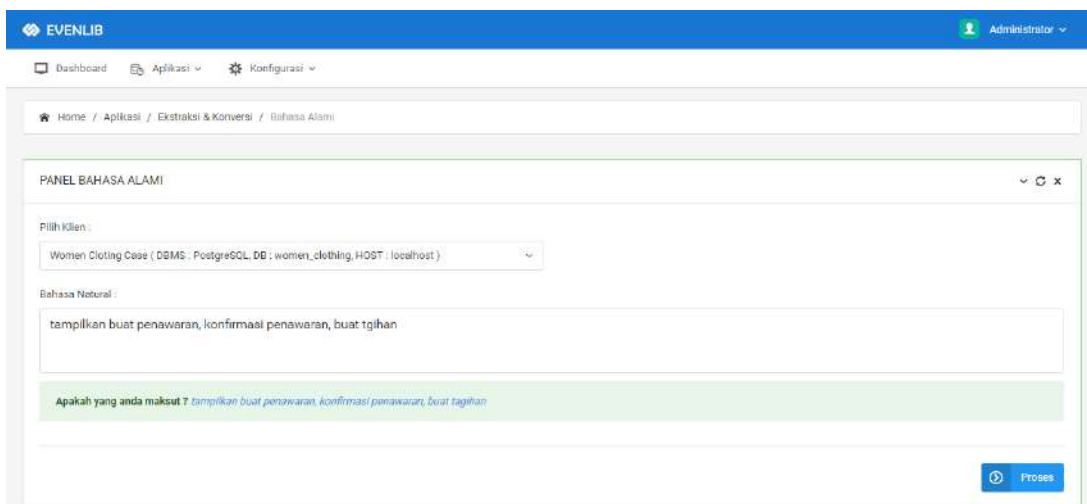 EVENLIB
Administrator
Dashboard Aplikasi Konfigurasi
Home / Aplikasi / Ekstraksi & Konversi / Bahasa Alami
PANEL BAHASA ALAMI
Pilih Klien :
Women Cloting Case ( DBMS : PostgreSQL, DB : women_clothing, HOST : localhost )
Bahasa Natural :
tampilkan buat penawaran, konfirmasi penawaran, buat tgihan
Apakah yang anda maksut ? tampilkan buat penawaran, konfirmasi penawaran, buat tagihan
Proses